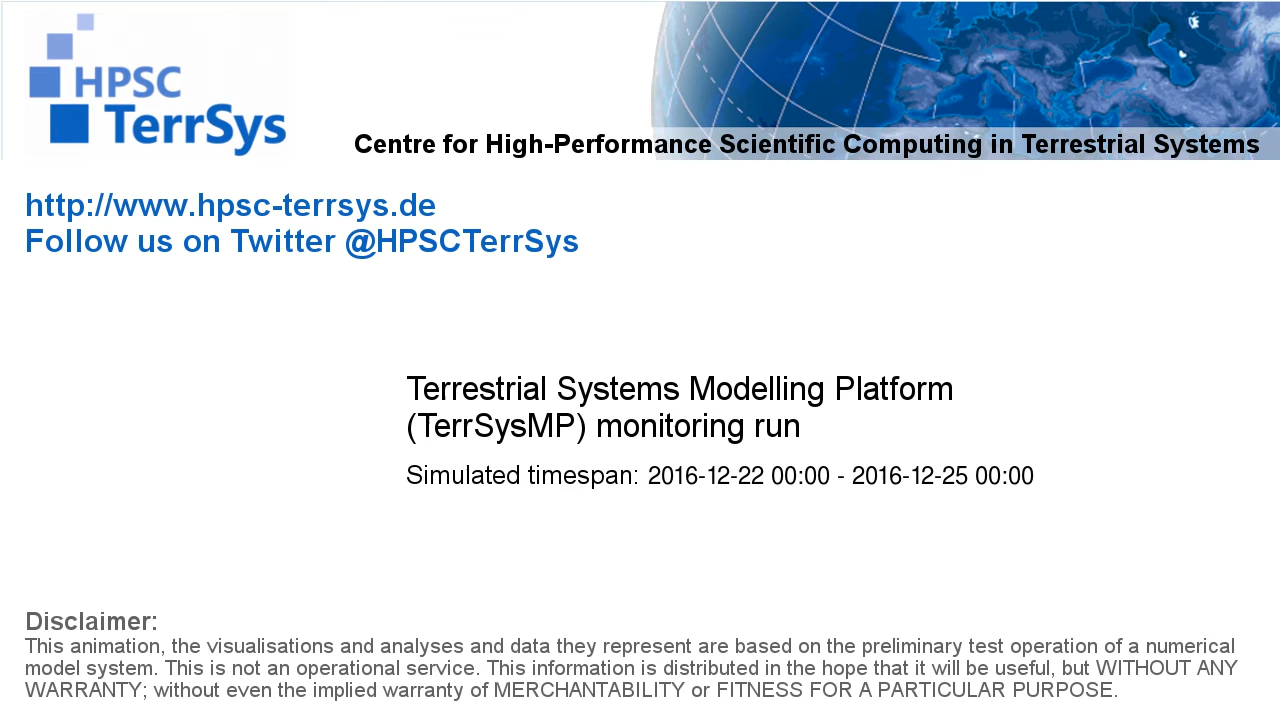 HPSC
TerrSys
Centre for High-Performance Scientific Computing in Terrestrial Systems
http://www.hpsc-terrsys.de
Follow us on Twitter @HPSCTerrSys
Terrestrial Systems Modelling Platform
(TerrSysMP) monitoring run
Simulated timespan: 2016-12-22 00:00 - 2016-12-25 00:00
Disclaimer:
This animation, the visualisations and analyses and data they represent are based on the preliminary test operation of a numerical
model system. This is not an operational service. This information is distributed in the hope that it will be useful, but WITHOUT ANY
WARRANTY; without even the implied warranty of MERCHANTABILITY or FITNESS FOR A PARTICULAR PURPOSE.